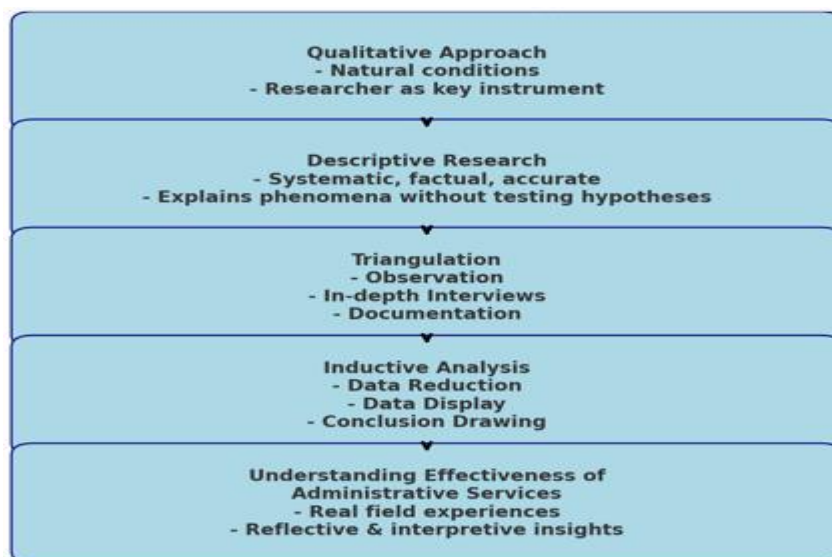 Qualitative Approach
- Natural conditions
- Researcher as key instrument
Descriptive Research
- Systematic, factual, accurate
- Explains phenomena without testing hypotheses
Triangulation
- Observation
- In-depth Interviews
- Documentation
Inductive Analysis
- Data Reduction
- Data Display
- Conclusion Drawing
Understanding Effectiveness of
Administrative Services
- Real field experiences
- Reflective & interpretive insights